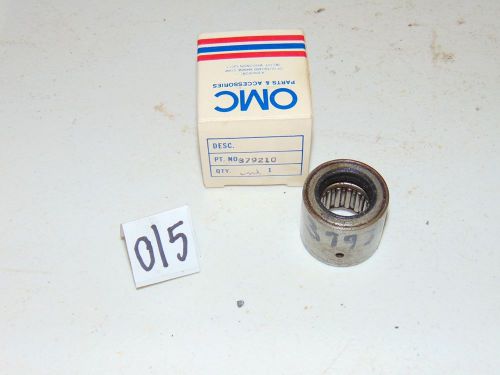 OMC
PARTS & ACCESSORIES
DESC.
PT. NO. 379210
QTY. 1
015